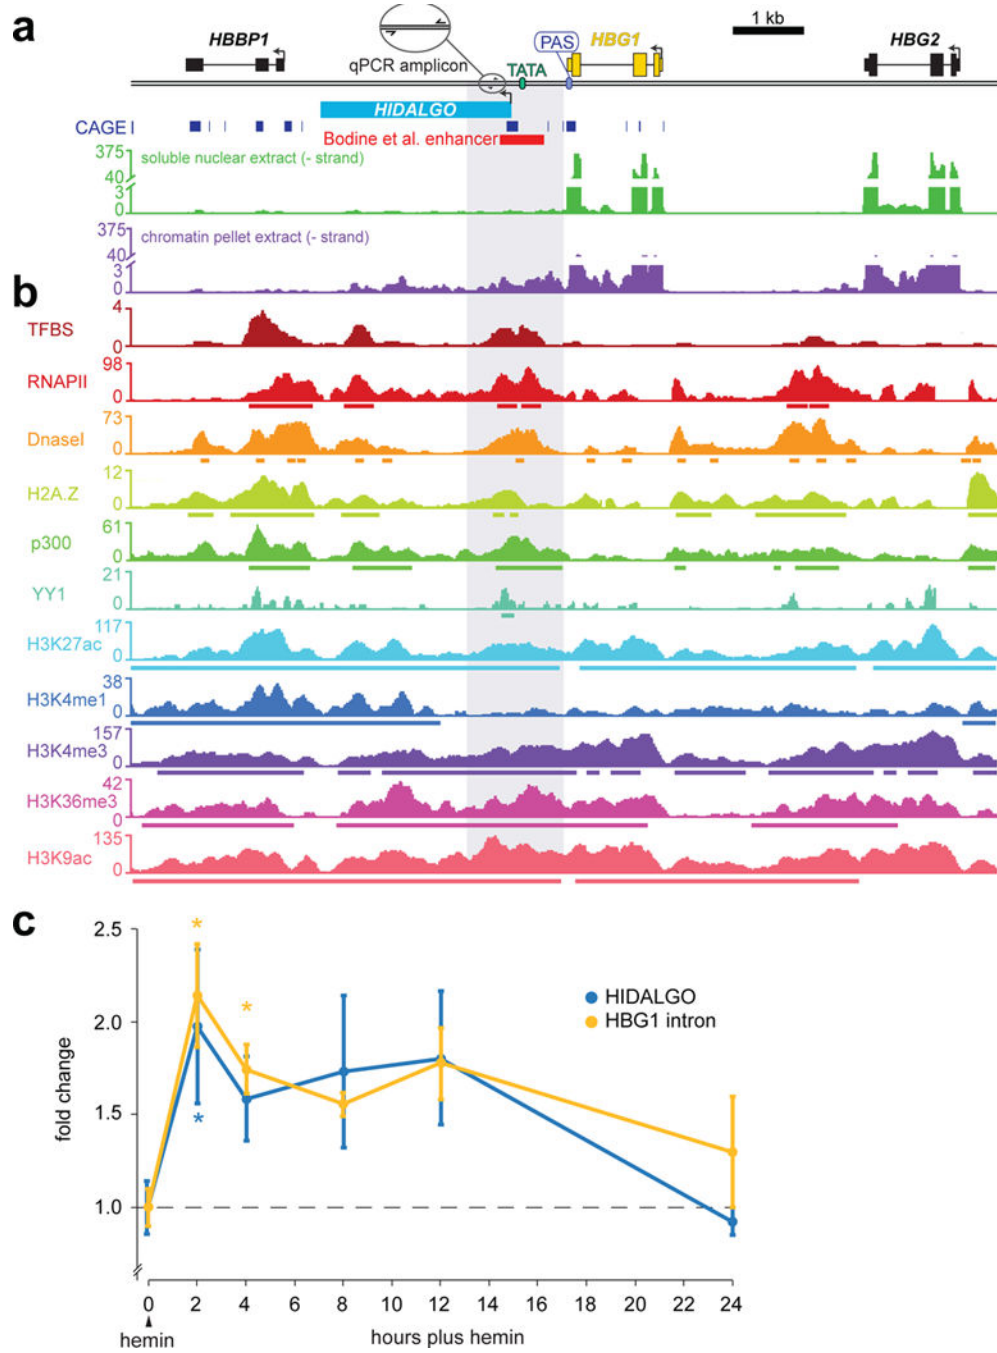 a
1 kb
HBBP1
PAS
HBG1
HBG2
qPCR amplicon
TATA
HIDALGO
CAGE
Bodine et al. enhancer
375
soluble nuclear extract (- strand)
40
3
0
375
chromatin pellet extract (- strand)
40
3
0
b
4
TFBS
0
98
RNAPII
0
73
DnaseI
0
12
H2A.Z
0
61
p300
0
21
YY1
0
117
H3K27ac
0
38
H3K4me1
0
157
H3K4me3
0
42
H3K36me3
0
135
H3K9ac
0
c
2.5
* *
HIDALGO
2.0
HBG1 intron
*
fold change
1.5
1.0
0 2 4 6 8 10 12 14 16 18 20 22 24
hemin
hours plus hemin